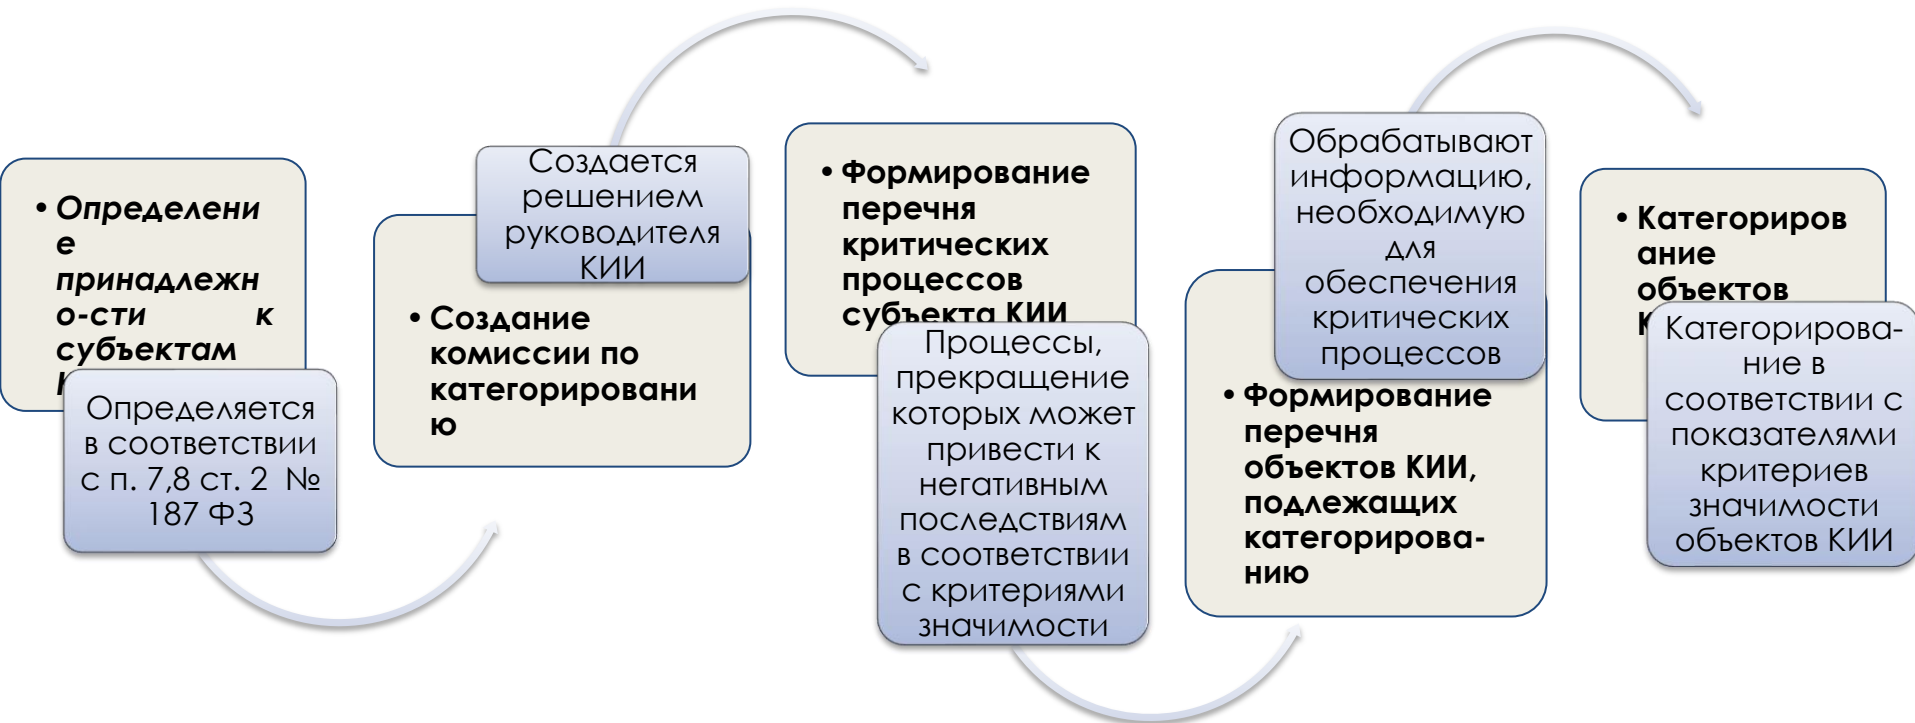 • Определени
е
принадлежн
о-сти к
субъектам
Определяется
в соответствии
с п. 7,8 ст. 2 №
187 ФЗ
Создается
решением
руководителя
КИИ
• Создание
комиссии по
категорировани
ю
• Формирование
перечня
критических
процессов
субъекта КИИ
Процессы,
прекращение
которых может
привести к
негативным
последствиям
в соответствии
с критериями
значимости
Обрабатывают
информацию,
необходимую
для
обеспечения
критических
процессов
• Формирование
перечня
объектов КИИ,
подлежащих
категорирова-
нию
• Категориров
ание
объектов
Категорирова-
ние в
соответствии с
показателями
критериев
значимости
объектов КИИ